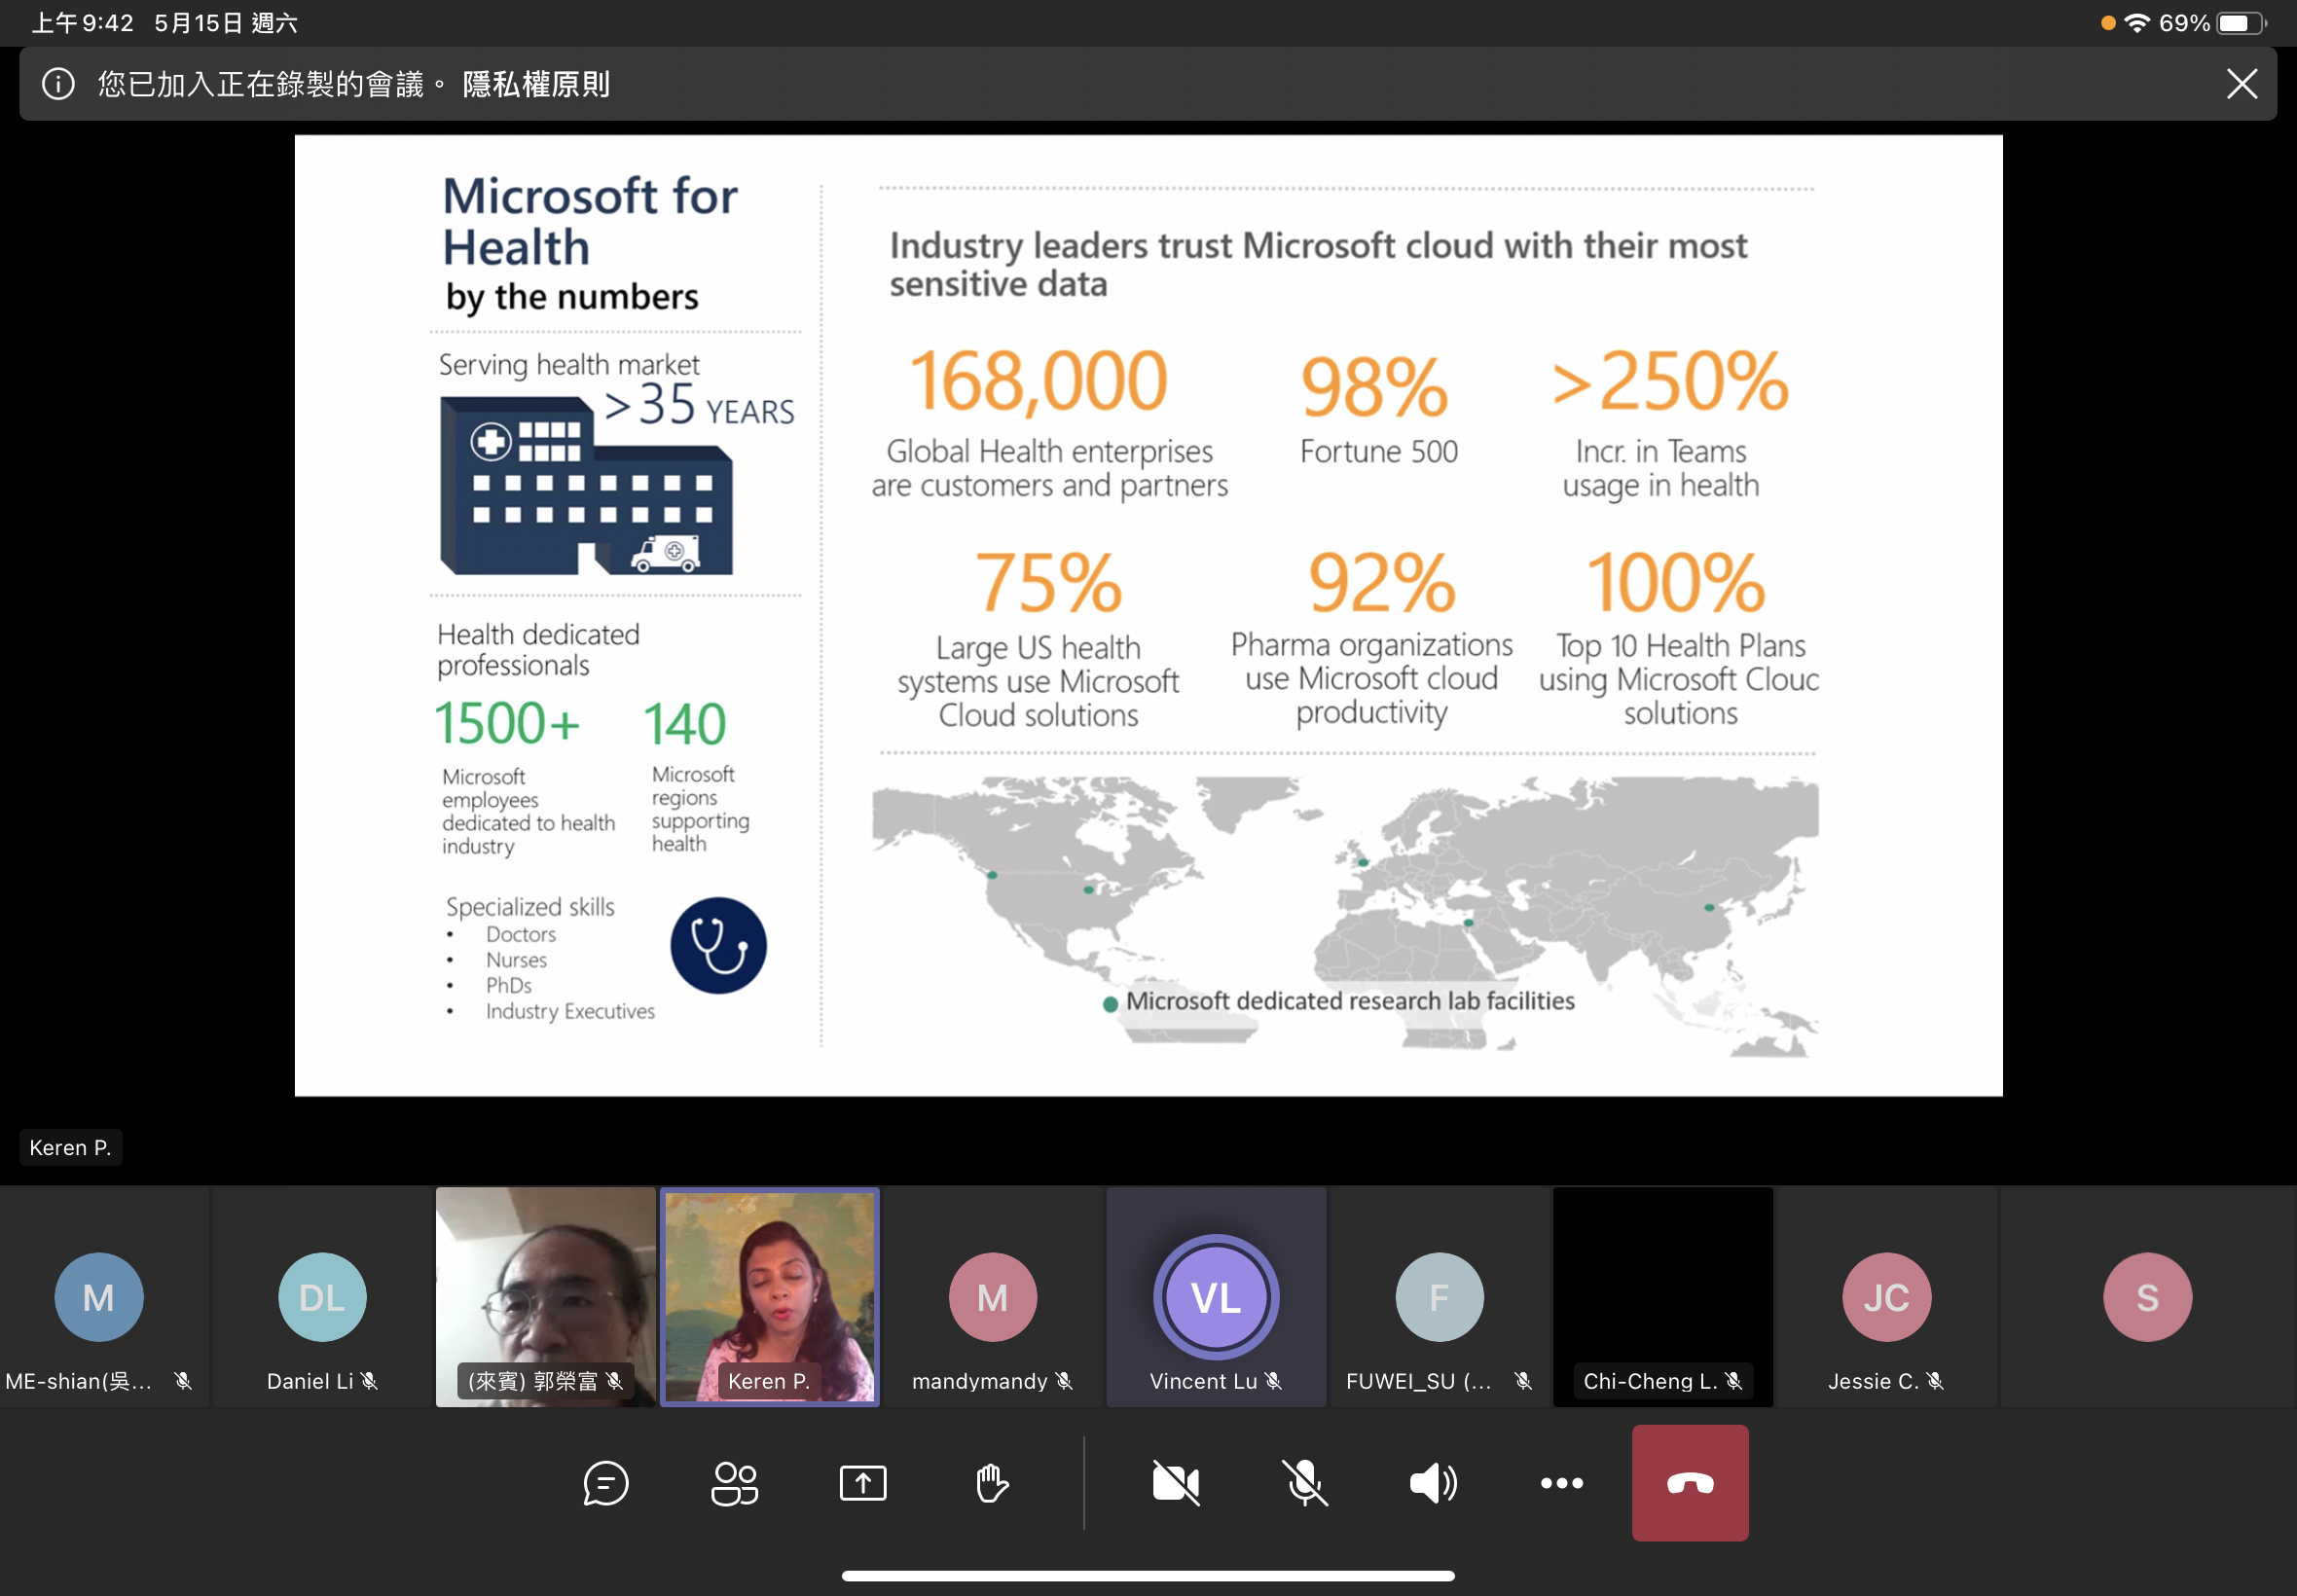 上午9:42 5月15日 週六
69%
您已加入正在錄製的會議。 隱私權原則
Microsoft for
Health
by the numbers
Serving health market
>35 YEARS
Health dedicated
professionals
1500+
Microsoft
employees
dedicated to health
industry
140
Microsoft
regions
supporting
health
Specialized skills
• Doctors
• Nurses
• PhDs
• Industry Executives
Industry leaders trust Microsoft cloud with their most
sensitive data
168,000
Global Health enterprises
are customers and partners
98%
Fortune 500
>250%
Incr. in Teams
usage in health
75%
Large US health
systems use Microsoft
Cloud solutions
92%
Pharma organizations
use Microsoft cloud
productivity
100%
Top 10 Health Plans
using Microsoft Clouc
solutions
Microsoft dedicated research lab facilities
Keren P.
M
ME-shian(吳...
DL
Daniel Li
(來賓) 郭榮富
Keren P.
M
mandymandy
VL
Vincent Lu
F
FUWEI_SU (...
Chi-Cheng L.
JC
Jessie C.
S